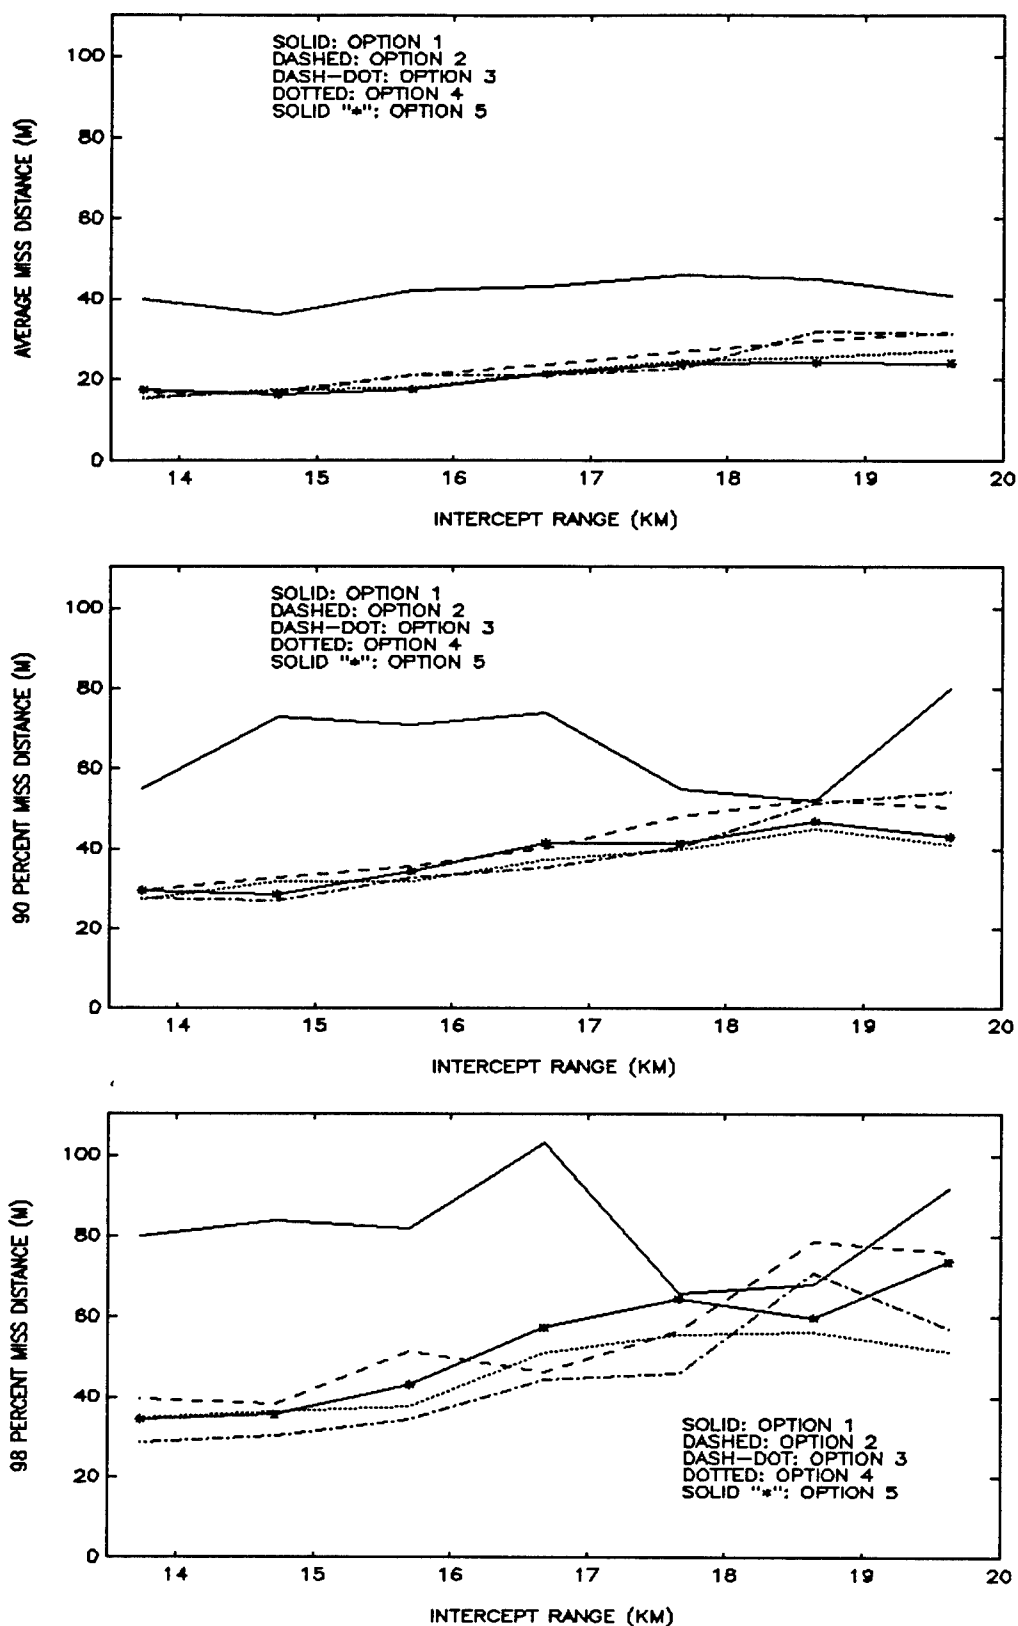 AVERAGE MISS DISTANCE (M)
100
80
60
40
20
0
SOLID: OPTION 1
DASHED: OPTION 2
DASH-DOT: OPTION 3
DOTTED: OPTION 4
SOLID "*": OPTION 5
14 15 16 17 18 19 20
INTERCEPT RANGE (KM)
90 PERCENT MISS DISTANCE (M)
100
80
60
40
20
0
SOLID: OPTION 1
DASHED: OPTION 2
DASH-DOT: OPTION 3
DOTTED: OPTION 4
SOLID "*": OPTION 5
14 15 16 17 18 19 20
INTERCEPT RANGE (KM)
98 PERCENT MISS DISTANCE (M)
100
80
60
40
20
0
SOLID: OPTION 1
DASHED: OPTION 2
DASH-DOT: OPTION 3
DOTTED: OPTION 4
SOLID "*": OPTION 5
14 15 16 17 18 19 20
INTERCEPT RANGE (KM)